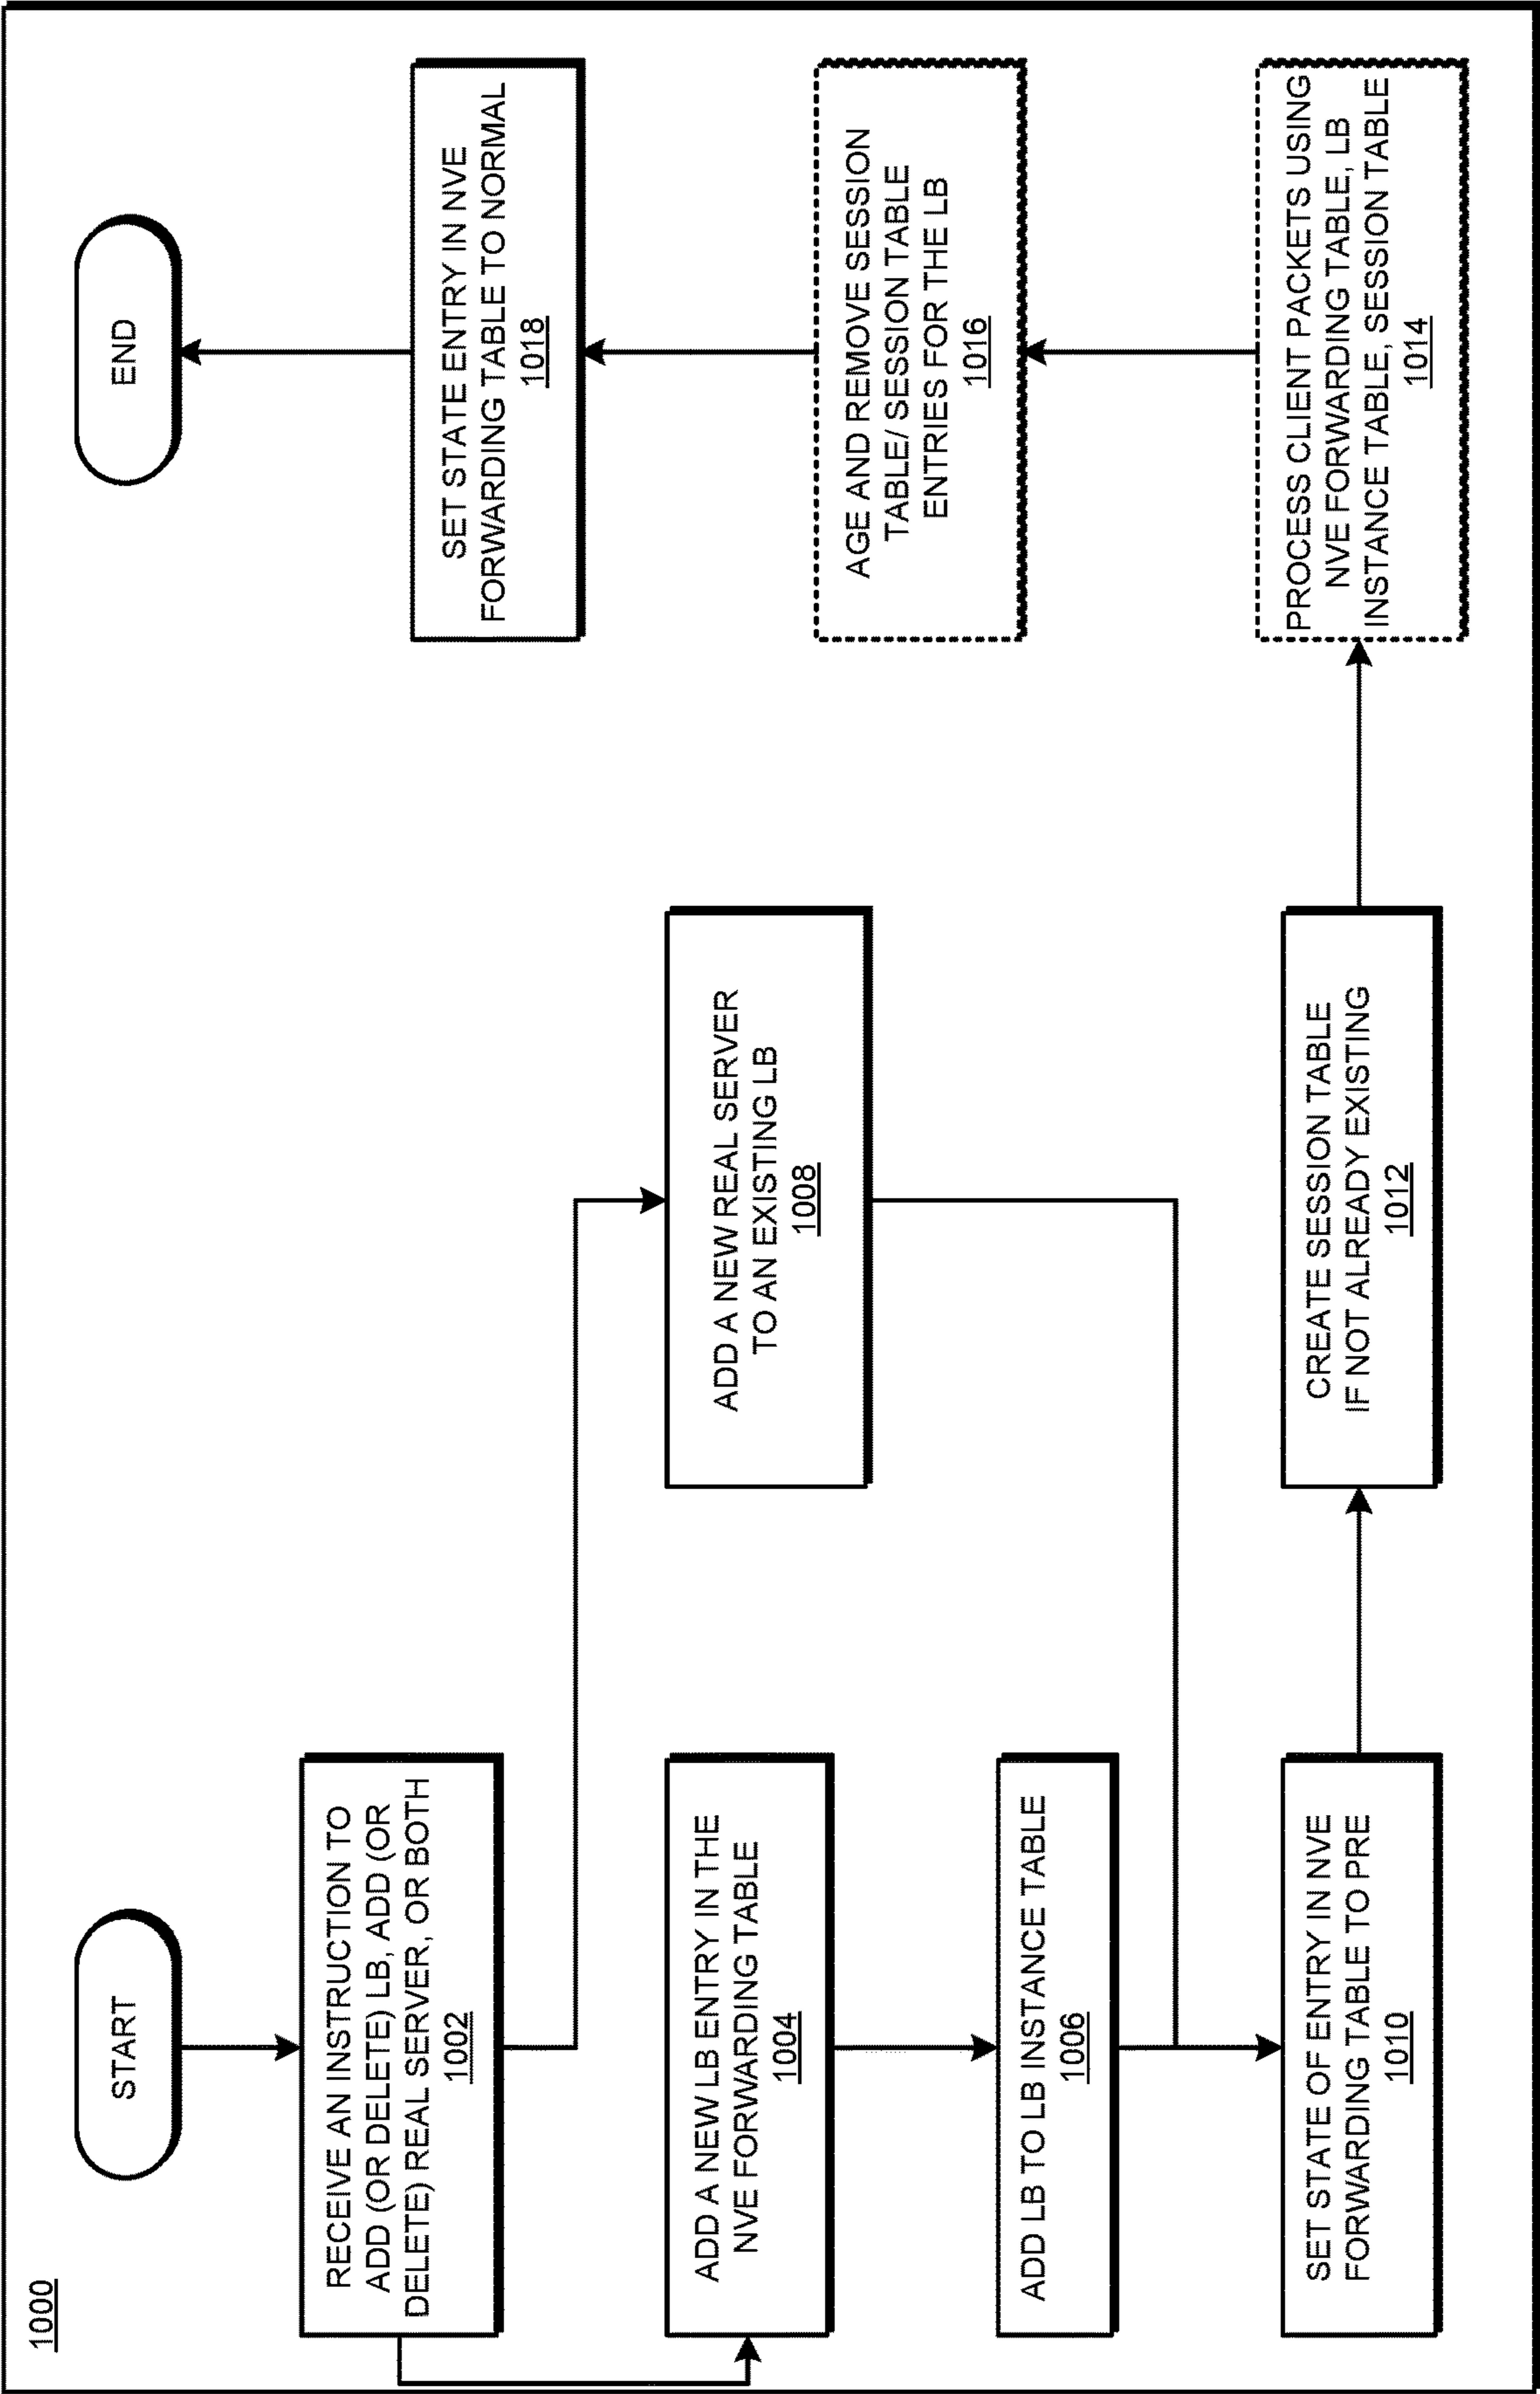 1000
START
RECEIVE AN INSTRUCTION TO
ADD (OR DELETE) LB, ADD (OR
DELETE) REAL SERVER, OR BOTH
1002
ADD A NEW LB ENTRY IN THE
NVE FORWARDING TABLE
1004
ADD LB TO LB INSTANCE TABLE
1006
ADD A NEW REAL SERVER
TO AN EXISTING LB
1008
SET STATE OF ENTRY IN NVE
FORWARDING TABLE TO PRE
1010
CREATE SESSION TABLE
IF NOT ALREADY EXISTING
1012
PROCESS CLIENT PACKETS USING
NVE FORWARDING TABLE, LB
INSTANCE TABLE, SESSION TABLE
1014
AGE AND REMOVE SESSION
TABLE/ SESSION TABLE
ENTRIES FOR THE LB
1016
SET STATE ENTRY IN NVE
FORWARDING TABLE TO NORMAL
1018
END